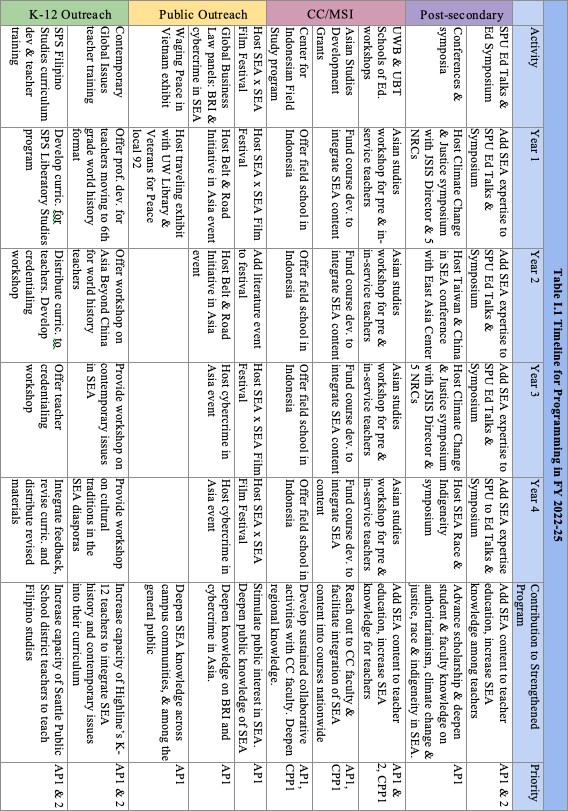 Table I.1 Timeline for Programming in FY 2022-25
Activity
Year 1
Year 2
Year 3
Year 4
Contribution to Strengthened
Program
Priority
Post-secondary
SPU Ed Talks &
Ed Symposium
Add SEA expertise to
SPU Ed Talks &
Symposium
Add SEA expertise to
SPU Ed Talks &
Symposium
Add SEA expertise to
SPU Ed Talks &
Symposium
Add SEA expertise
SPU to Ed Talks &
Symposium
Add SEA content to teacher
education, increase SEA
knowledge among teachers
AP1 & 2
Conferences &
symposia
Host Climate Change
& Justice symposium
with JSIS Director & 5
NRCs
Host Taiwan & China
in SEA conference
with East Asia Center
Host Climate Change
& Justice symposium
with JSIS Director &
5 NRCs
Host SEA Race &
Indigeneity
symposium
Advance scholarship & deepen
student & faculty knowledge on
authoritarianism, climate change &
justice, race & indigeneity in SEA.
AP1
CC/MSI
UWB & UBT
Schools of Ed.
workshops
Asian studies
workshop for pre & in-
service teachers
Asian studies
workshop for pre &
in-service teachers
Asian studies
workshop for pre &
in-service teachers
Asian studies
workshop for pre &
in-service teachers
Add SEA content to teacher
education, increase SEA
knowledge for teachers
AP1 &
2, CPP1
Asian Studies
Development
Grants
Fund course dev. to
integrate SEA content
Fund course dev. to
integrate SEA content
Fund course dev. to
integrate SEA content
Fund course dev. to
integrate SEA
content
Reach out to CC faculty &
facilitate integration of SEA
content into courses nationwide
AP1,
CPP1
Center for
Indonesian Field
Study program
Offer field school in
Indonesia
Offer field school in
Indonesia
Offer field school in
Indonesia
Offer field school in
Indonesia
Develop sustained collaborative
activities with CC faculty. Deepen
regional knowledge.
AP1,
CPP1
Public Outreach
Host SEA x SEA
Film Festival
Host SEA x SEA Film
Festival
Add literature event
to festival
Host SEA x SEA Film
Festival
Host SEA x SEA
Film Festival
Stimulate public interest in SEA.
Deepen public knowledge of SEA
AP1
Global Business
Law panels: BRI &
cybercrime in SEA
Host Belt & Road
Initiative in Asia event
Host Belt & Road
Initiative in Asia
event
Host cybercrime in
Asia event
Host cybercrime in
Asia event
Deepen knowledge on BRI and
cybercrime in Asia.
AP1
Waging Peace in
Vietnam exhibit
Host traveling exhibit
with UW Library &
Veterans for Peace
local 92
Deepen SEA knowledge across
campus communities, & among the
general public
AP1
K-12 Outreach
Contemporary
Global Issues
teacher training
Offer prof. dev. for
teachers moving to 6th
grade world history
format
Offer workshop on
Asia Beyond China
for world history
teachers
Provide workshop on
contemporary issues
in SEA
Provide workshop
on cultural
traditions in the
SEA diasporas
Increase capacity of Highline's K-
12 teachers to integrate SEA
history and contemporary issues
into their curriculum
AP1 & 2
SPS Filipino
Studies curriculum
dev & teacher
training
Develop curric. for
SPS Liberatory Studies
program
Distribute curric. to
teachers. Develop
credentialing
workshop
Offer teacher
credentialing
workshop
Integrate feedback,
revise curric. and
distribute revised
materials
Increase capacity of Seattle Public
School district teachers to teach
Filipino studies
AP1 & 2